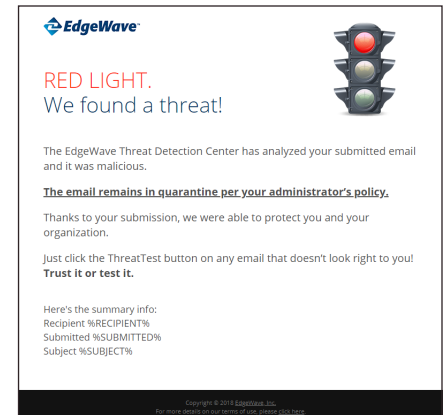 EdgeWave™
RED LIGHT.
We found a threat!
The EdgeWave Threat Detection Center has analyzed your submitted email
and it was malicious.
The email remains in quarantine per your administrator's policy.
Thanks to your submission, we were able to protect you and your
organization.
Just click the ThreatTest button on any email that doesn't look right to you!
Trust it or test it.
Here's the summary info:
Recipient %RECIPIENT%
Submitted %SUBMITTED%
Subject %SUBJECT%
Copyright © 2018 EdgeWave, Inc.
For more details on our terms of use, please click here.